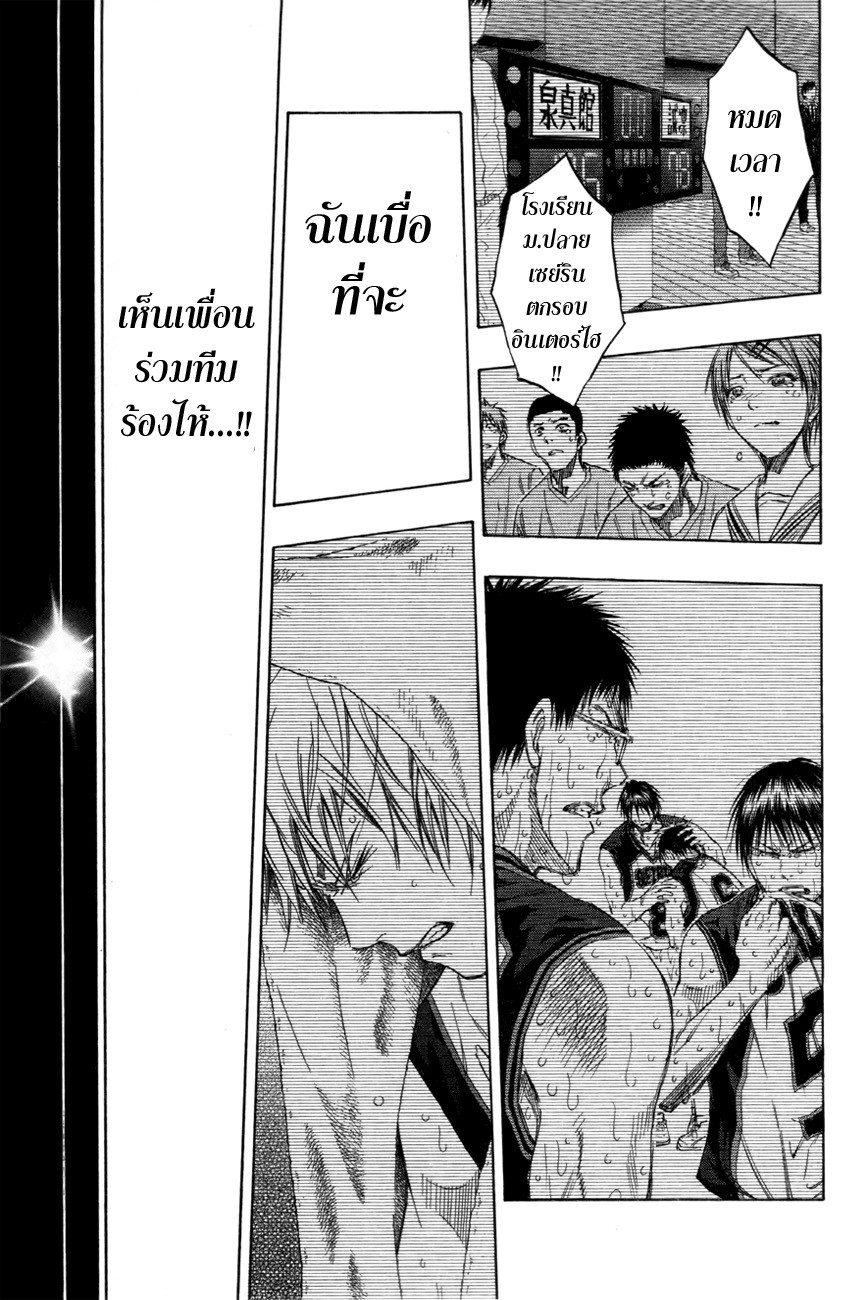 หมด
เวลา
!!
泉真館
誠凛
โรงเรียน
ม.ปลาย
เซย์ริน
ตกรอบ
อินเตอร์ไฮ
!!
ฉันเบื่อ
ที่จะ
เห็นเพื่อน
ร่วมทีม
ร้องไห้...!!